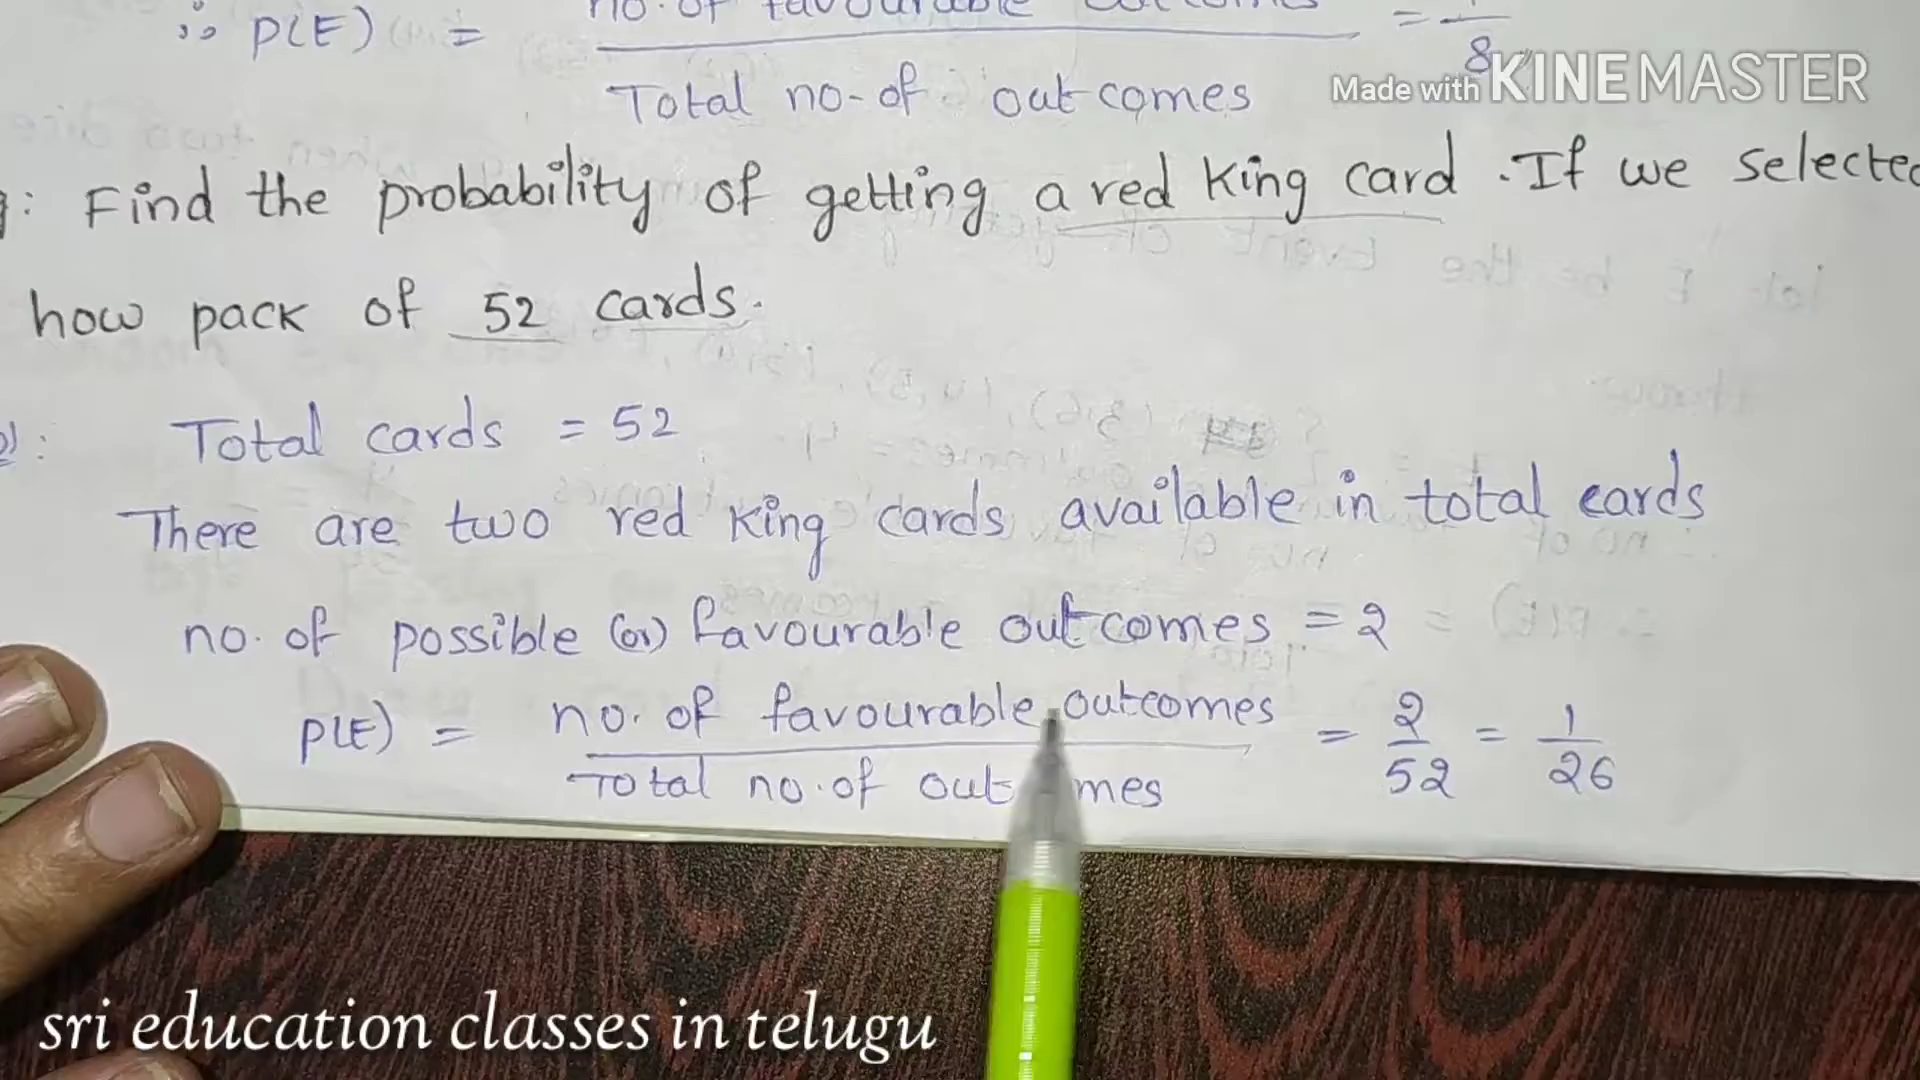 ∴ P(E) = no. of favourable outcomes / Total no-of outcomes = 1/8
Made with KINEMASTER
Find the probability of getting a red King card. If we selected
how pack of 52 cards.
Total cards = 52
There are two red King cards available in total cards
no. of possible (or) favourable outcomes = 2
P(E) = no. of favourable outcomes / Total no. of outcomes = 2/52 = 1/26
sri education classes in telugu